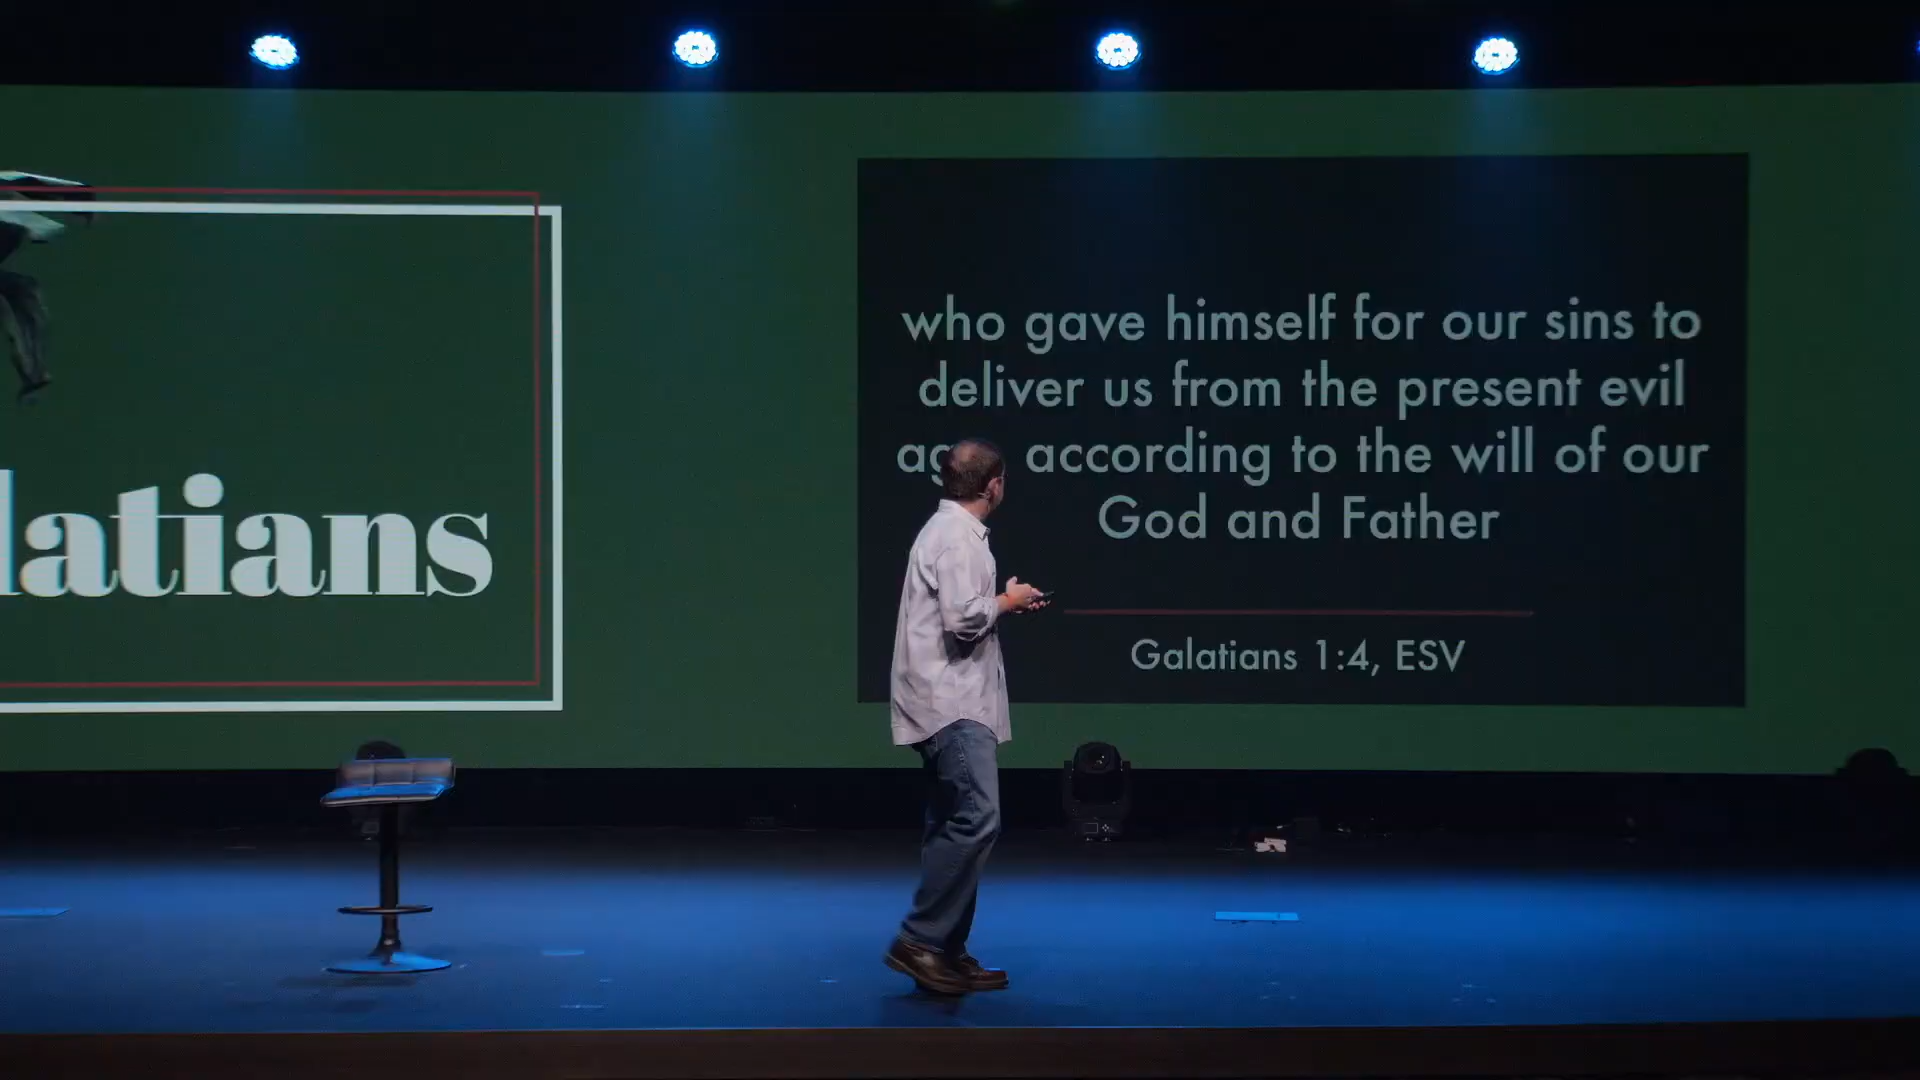 latians
who gave himself for our sins to
deliver us from the present evil
according to the will of our
God and Father
Galatians 1:4, ESV